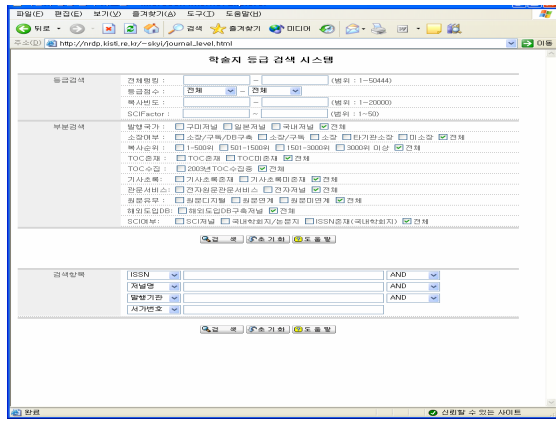 파일(F) 편집(E) 보기(V) 즐겨찾기(A) 도구(T) 도움말(H)
뒤로 검색 즐겨찾기 미디어
주소(D) http://nrdp.kisti.re.kr/~skyi/journal_level.html 이동
학술지 등급 검색 시스템
등급검색 전체랭킹 : ~ (범위 : 1~50444)
등급점수 : 전체 ~ 전체
복사빈도 : ~ (범위 : 1~20000)
SCIFactor : ~ (범위 : 1~50)
부분검색 발행국가 : 구미저널 일본저널 국내저널 전체
소장여부 : 소장/구독/DB구축 소장/구독 소장 타기관소장 미소장 전체
복사순위 : 1~500위 501~1500위 1501~3000위 3000위 이상 전체
TOC존재 : TOC존재 TOC미존재 전체
TOC수집 : 2003년 TOC수집중 전체
기사초록: 기사초록존재 기사초록미존재 전체
원문서비스: 전자원문원문서비스 전자저널 전체
원문유무 : 원문디지털 원문연계 원문미연계 전체
해외도입DB: 해외도입DB구축저널 전체
SCI여부: SCI저널 국내학회지/논문지 ISSN존재(국내학회지) 전체
검 색 초기화 도움말
검색항목 ISSN AND
저널명 AND
발행기관 AND
서가번호
검 색 초기화 도움말
완료 신뢰할 수 있는 사이트